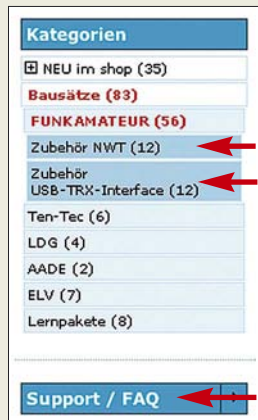 Kategorien
NEU im shop (35)
Bausätze (83)
FUNKAMATEUR (56)
Zubehör NWT (12)
Zubehör
USB-TRX-Interface (12)
Ten-Tec (6)
LDG (4)
AADE (2)
ELV (7)
Lernpakete (8)
Support / FAQ